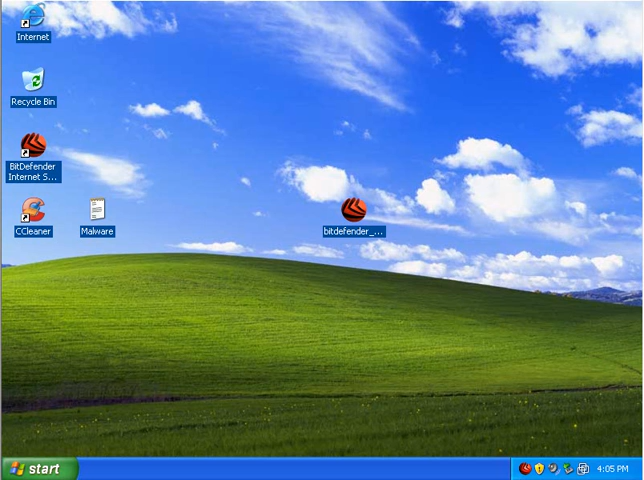 Internet
Recycle Bin
BitDefender
Internet S...
CCleaner
Malware
bitdefender_...
start
4:05 PM